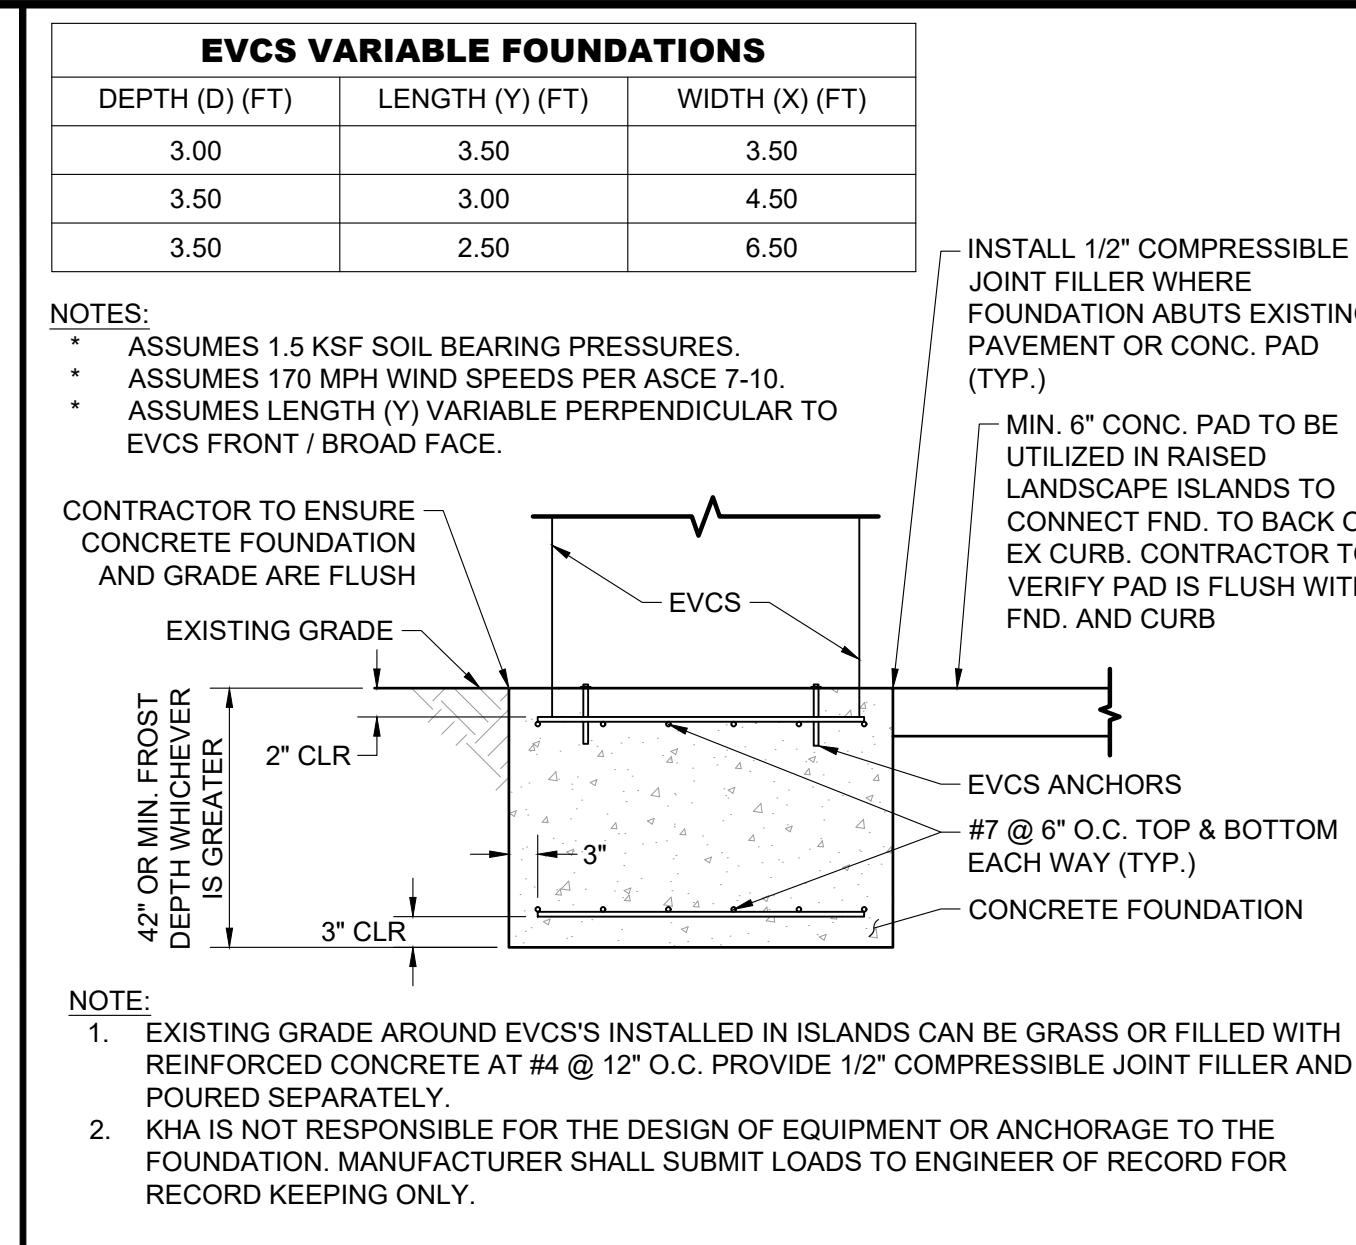 EVCS VARIABLE FOUNDATIONS
DEPTH (D) (FT) LENGTH (Y) (FT) WIDTH (X) (FT)
3.00 3.50 3.50
3.50 3.00 4.50
3.50 2.50 6.50
NOTES:
* ASSUMES 1.5 KSF SOIL BEARING PRESSURES.
* ASSUMES 170 MPH WIND SPEEDS PER ASCE 7-10.
* ASSUMES LENGTH (Y) VARIABLE PERPENDICULAR TO
EVCS FRONT / BROAD FACE.
INSTALL 1/2" COMPRESSIBLE
JOINT FILLER WHERE
FOUNDATION ABUTS EXISTING
PAVEMENT OR CONC. PAD
(TYP.)
MIN. 6" CONC. PAD TO BE
UTILIZED IN RAISED
LANDSCAPE ISLANDS TO
CONNECT FND. TO BACK
EX CURB. CONTRACTOR
VERIFY PAD IS FLUSH WITH
FND. AND CURB
CONTRACTOR TO ENSURE
CONCRETE FOUNDATION
AND GRADE ARE FLUSH
EXISTING GRADE
EVCS
42" OR MIN. FROST
DEPTH WHICHEVER
IS GREATER
2" CLR
3"
3" CLR
EVCS ANCHORS
#7 @ 6" O.C. TOP & BOTTOM
EACH WAY (TYP.)
CONCRETE FOUNDATION
NOTE:
1. EXISTING GRADE AROUND EVCS'S INSTALLED IN ISLANDS CAN BE GRASS OR FILLED WITH
REINFORCED CONCRETE AT #4 @ 12" O.C. PROVIDE 1/2" COMPRESSIBLE JOINT FILLER AND
POURED SEPARATELY.
2. KHA IS NOT RESPONSIBLE FOR THE DESIGN OF EQUIPMENT OR ANCHORAGE TO THE
FOUNDATION. MANUFACTURER SHALL SUBMIT LOADS TO ENGINEER OF RECORD FOR
RECORD KEEPING ONLY.